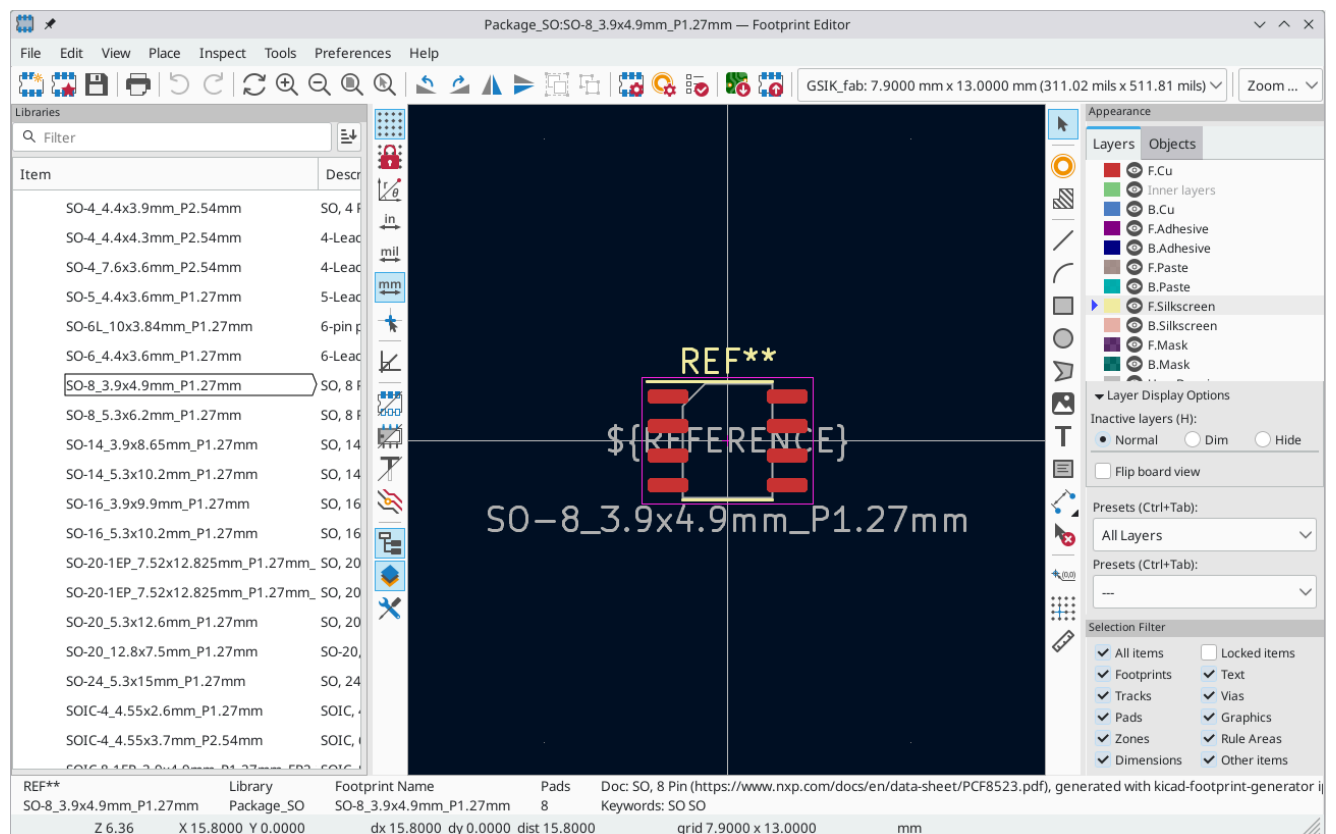 Package_SO:SO-8_3.9x4.9mm_P1.27mm — Footprint Editor
File Edit View Place Inspect Tools Preferences Help
GSIK_fab: 7.9000 mm x 13.0000 mm (311.02 mils x 511.81 mils) Zoom ...
Libraries
Filter
Item Descr
SO-4_4.4x3.9mm_P2.54mm SO, 4 P
SO-4_4.4x4.3mm_P2.54mm 4-Leac
SO-4_7.6x3.6mm_P2.54mm 4-Leac
SO-5_4.4x3.6mm_P1.27mm 5-Leac
SO-6L_10x3.84mm_P1.27mm 6-pin p
SO-6_4.4x3.6mm_P1.27mm 6-Leac
SO-8_3.9x4.9mm_P1.27mm SO, 8 P
SO-8_5.3x6.2mm_P1.27mm SO, 8 P
SO-14_3.9x8.65mm_P1.27mm SO, 14
SO-14_5.3x10.2mm_P1.27mm SO, 14
SO-16_3.9x9.9mm_P1.27mm SO, 16
SO-16_5.3x10.2mm_P1.27mm SO, 16
SO-20-1EP_7.52x12.825mm_P1.27mm_ SO, 20
SO-20-1EP_7.52x12.825mm_P1.27mm_ SO, 20
SO-20_5.3x12.6mm_P1.27mm SO, 20
SO-20_12.8x7.5mm_P1.27mm SO-20,
SO-24_5.3x15mm_P1.27mm SO, 24
SOIC-4_4.55x2.6mm_P1.27mm SOIC,
SOIC-4_4.55x3.7mm_P2.54mm SOIC,
r/θ
in
mil
mm
REF**
${REFERENCE}
SO-8_3.9x4.9mm_P1.27mm
T
(0,0)
Appearance
Layers Objects
F.Cu
Inner layers
B.Cu
F.Adhesive
B.Adhesive
F.Paste
B.Paste
F.Silkscreen
B.Silkscreen
F.Mask
B.Mask
Layer Display Options
Inactive layers (H):
Normal Dim Hide
Flip board view
Presets (Ctrl+Tab):
All Layers
Presets (Ctrl+Tab):
---
Selection Filter
All items Locked items
Footprints Text
Tracks Vias
Pads Graphics
Zones Rule Areas
Dimensions Other items
REF** Library Footprint Name Pads Doc: SO, 8 Pin (https://www.nxp.com/docs/en/data-sheet/PCF8523.pdf), generated with kicad-footprint-generator i
SO-8_3.9x4.9mm_P1.27mm Package_SO SO-8_3.9x4.9mm_P1.27mm 8 Keywords: SO SO
Z 6.36 X 15.8000 Y 0.0000 dx 15.8000 dy 0.0000 dist 15.8000 grid 7.9000 x 13.0000 mm